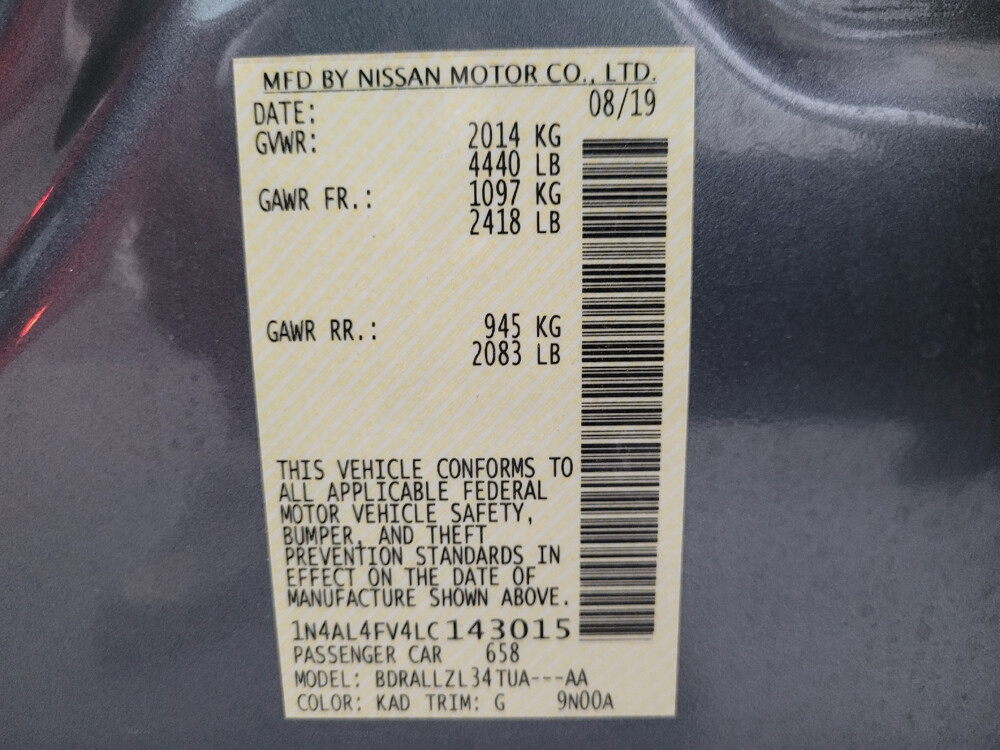 MFD BY NISSAN MOTOR CO., LTD.
DATE: 08/19
GVWR: 2014 KG
4440 LB
GAWR FR.: 1097 KG
2418 LB
GAWR RR.: 945 KG
2083 LB
THIS VEHICLE CONFORMS TO
ALL APPLICABLE FEDERAL
MOTOR VEHICLE SAFETY,
BUMPER, AND THEFT
PREVENTION STANDARDS IN
EFFECT ON THE DATE OF
MANUFACTURE SHOWN ABOVE.
1N4AL4FV4LC143015
PASSENGER CAR 658
MODEL: BDRALLZL34TUA---AA
COLOR: KAD TRIM: G 9N00A